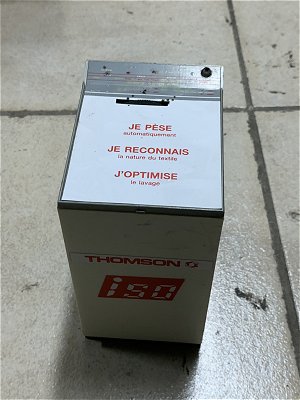 JE PÈSE
automatiquement
JE RECONNAIS
la nature du textile
J'OPTIMISE
le lavage
THOMSON
iso